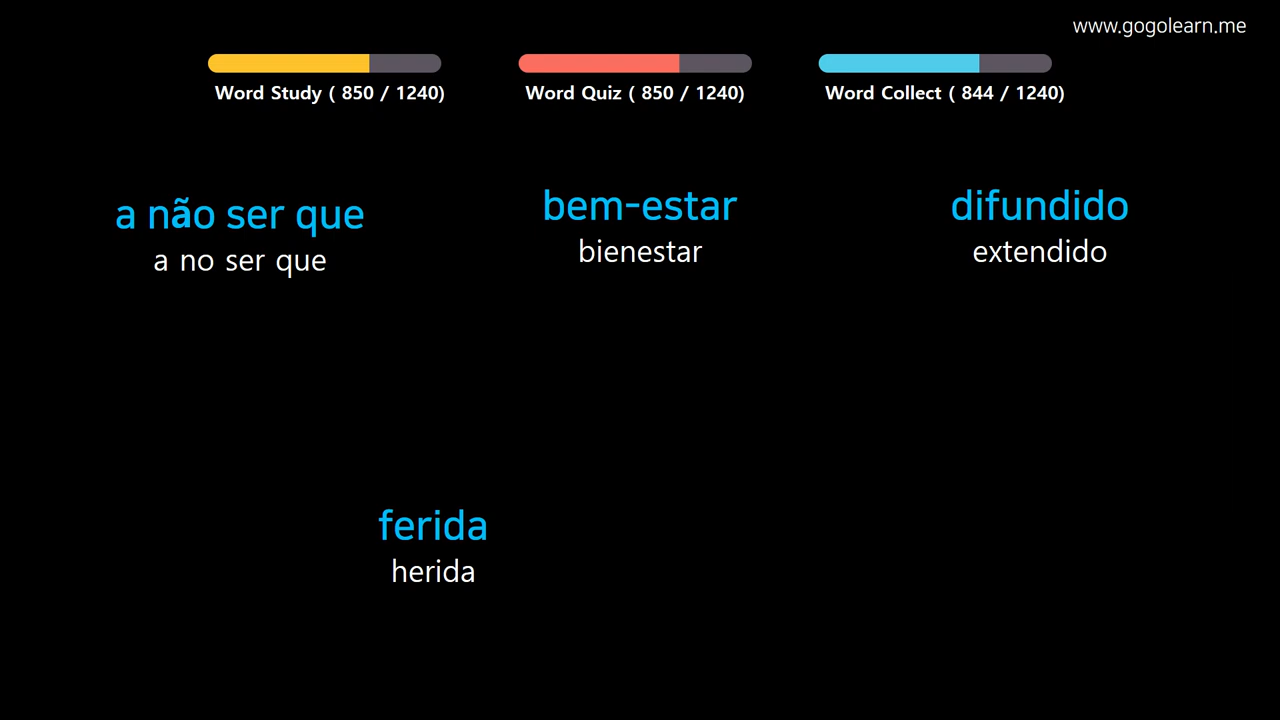 www.gogolearn.me
Word Study ( 850 / 1240)
Word Quiz ( 850 / 1240)
Word Collect ( 844 / 1240)
a não ser que
a no ser que
bem-estar
bienestar
difundido
extendido
ferida
herida